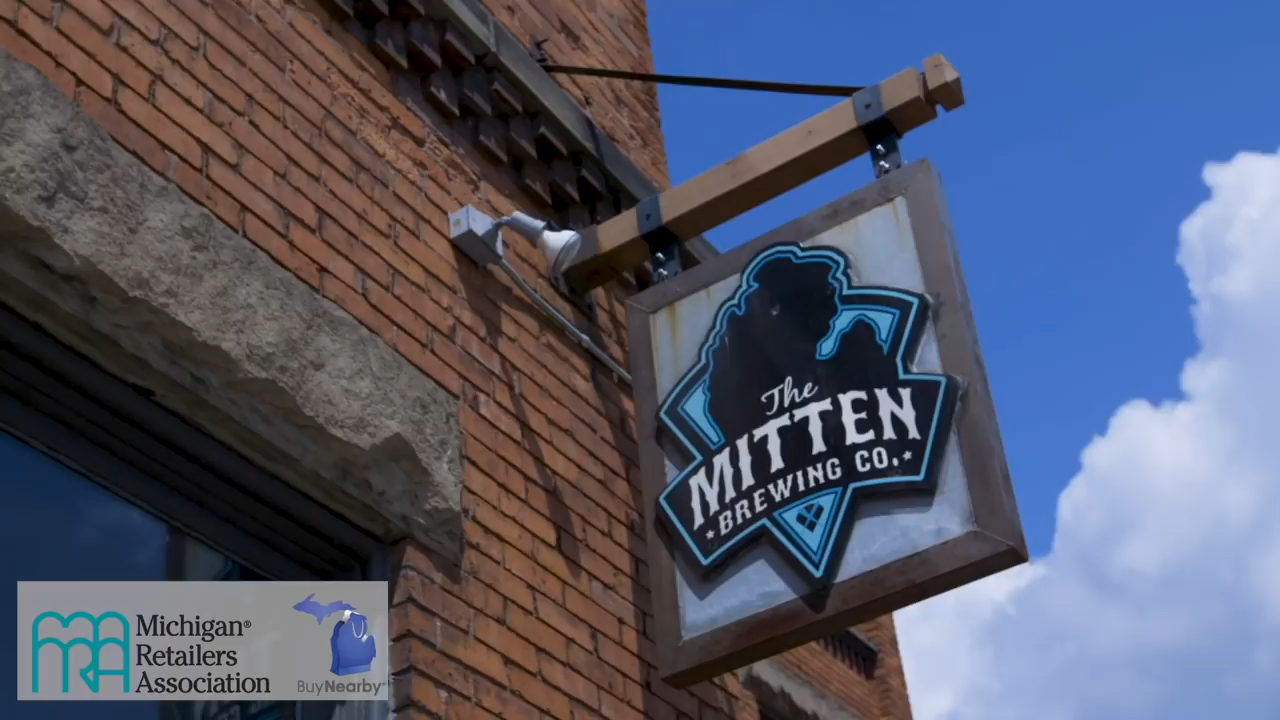 The
MITTEN
BREWING CO.
Michigan®
Retailers
Association
BuyNearby